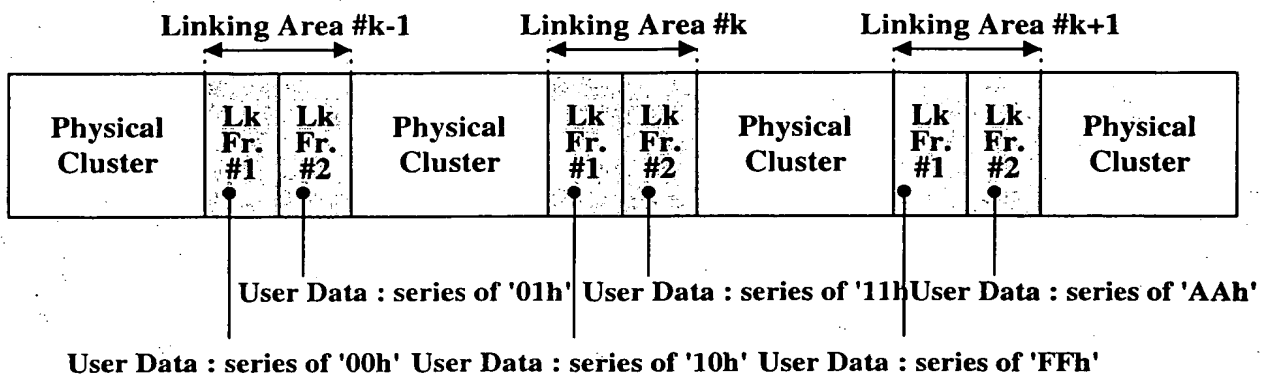 Linking Area #k-1 Linking Area #k Linking Area #k+1
Physical Cluster
Lk Fr. #1
Lk Fr. #2
Physical Cluster
Lk Fr. #1
Lk Fr. #2
Physical Cluster
Lk Fr. #1
Lk Fr. #2
Physical Cluster
User Data : series of '01h' User Data : series of '11h User Data : series of 'AAh'
User Data : series of '00h' User Data : series of '10h' User Data : series of 'FFh'